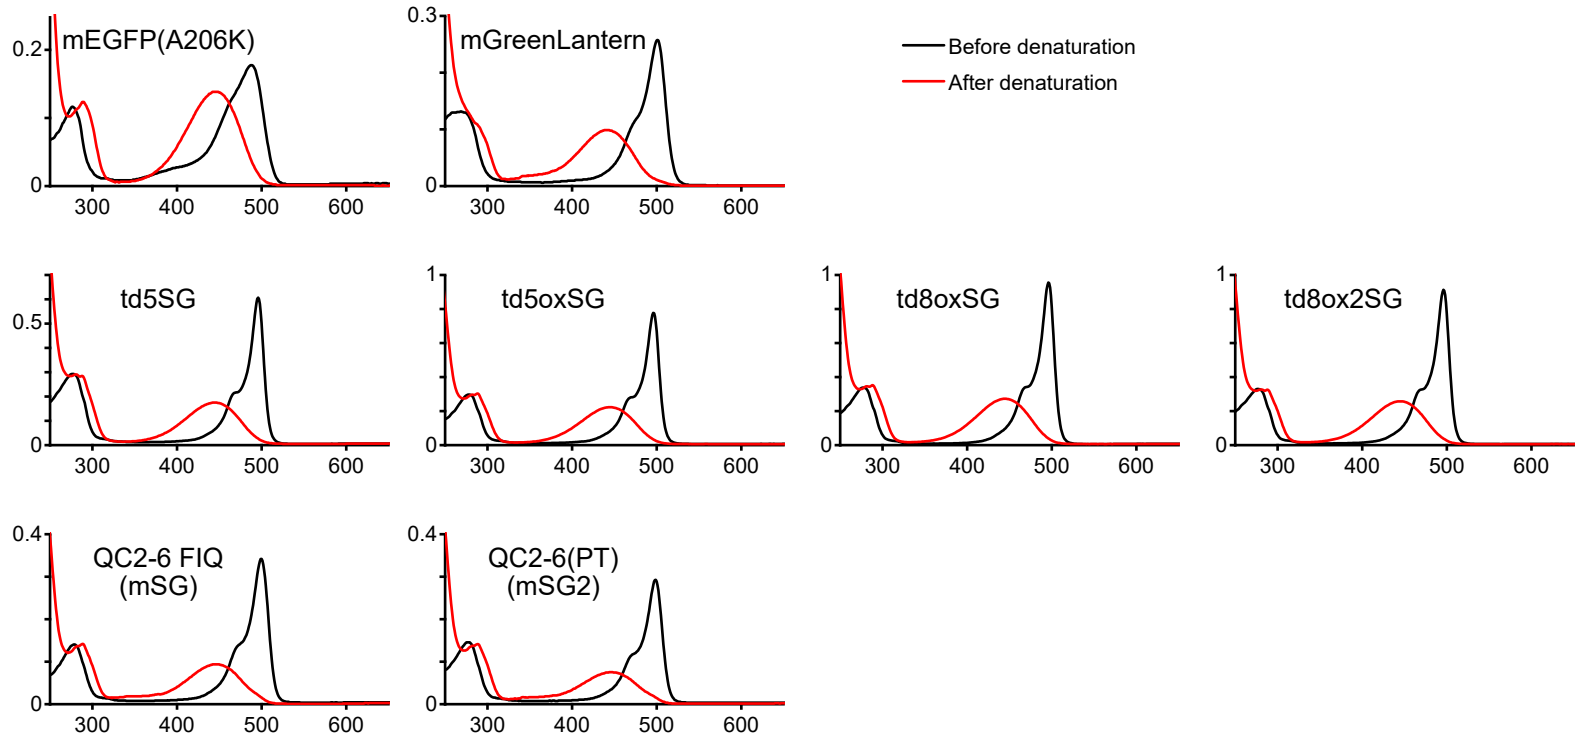 mEGFP(A206K)
0.2
0
300 400 500 600
mGreenLantern
0.3
0
300 400 500 600
Before denaturation
After denaturation
td5SG
0.5
0
300 400 500 600
td5oxSG
1
0
300 400 500 600
td8oxSG
1
0
300 400 500 600
td8ox2SG
1
0
300 400 500 600
QC2-6 FIQ
(mSG)
0.4
0
300 400 500 600
QC2-6(PT)
(mSG2)
0.4
0
300 400 500 600